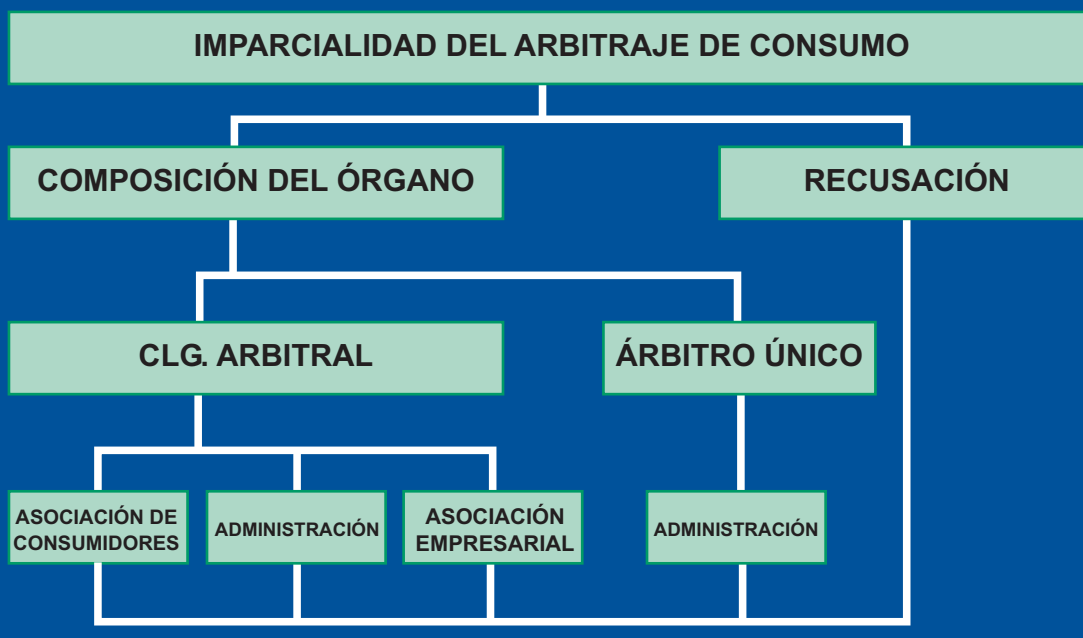 IMPARCIALIDAD DEL ARBITRAJE DE CONSUMO
COMPOSICIÓN DEL ÓRGANO
RECUSACIÓN
CLG. ARBITRAL
ÁRBITRO ÚNICO
ASOCIACIÓN DE
CONSUMIDORES
ADMINISTRACIÓN
ASOCIACIÓN
EMPRESARIAL
ADMINISTRACIÓN